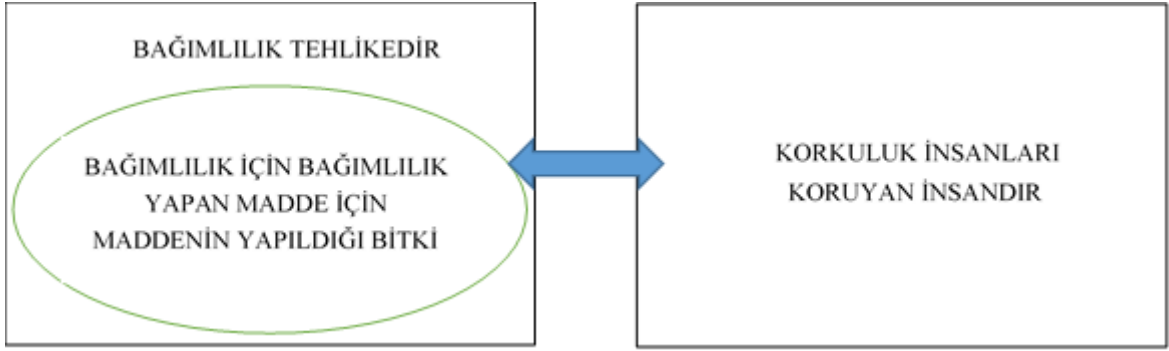 BAĞIMLILIK TEHLİKEDİR
BAĞIMLILIK İÇİN BAĞIMLILIK
YAPAN MADDE İÇİN
MADDENİN YAPILDIĞI BİTKİ
KORKULUK İNSANLARI
KORUYAN İNSANDIR